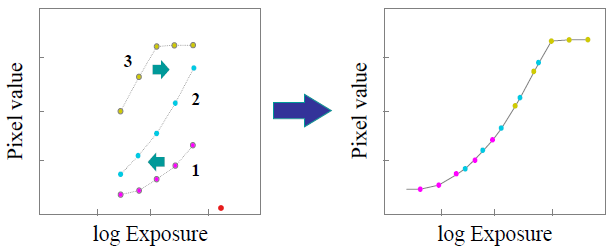 Pixel value
3
2
1
log Exposure
Pixel value
log Exposure